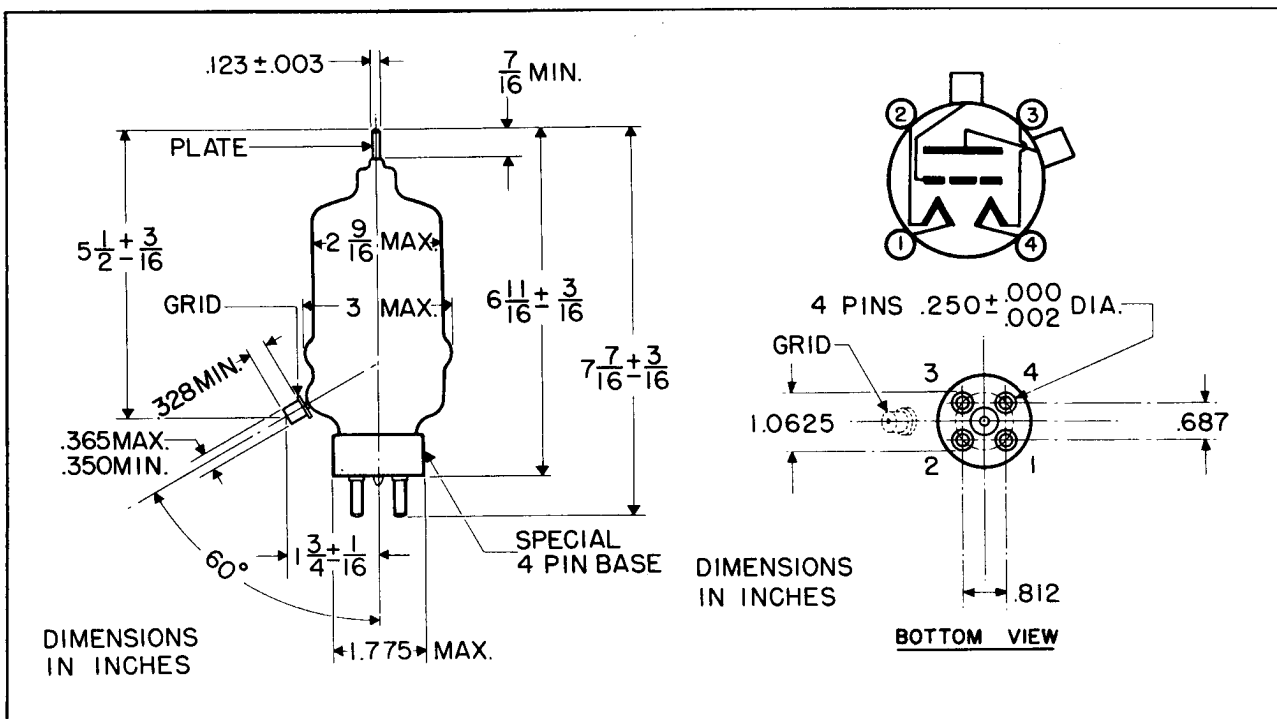 .123±.003
7/16 MIN.
PLATE
5 1/2 ± 3/16
2 9/16 MAX.
GRID
3 MAX.
6 11/16 ± 3/16
7 7/16 ± 3/16
.328 MIN.
.365 MAX.
.350 MIN.
60°
1 3/4 ± 1/16
SPECIAL
4 PIN BASE
1.775 MAX.
DIMENSIONS
IN INCHES
2
3
1
4
4 PINS .250 ± .000 .002 DIA.
GRID
3
4
1.0625
.687
2
1
DIMENSIONS
IN INCHES
.812
BOTTOM VIEW